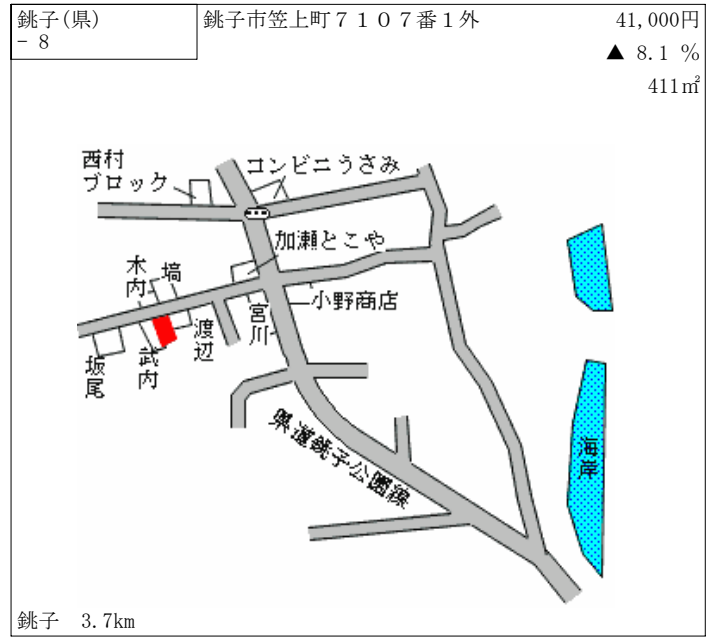 銚子(県)
- 8
銚子市笠上町７１０７番１外
41,000円
▲ 8.1 %
411㎡
西村
ブロック
コンビニうさみ
加瀬とこや
木内
塙
小野商店
宮川
渡辺
武内
坂尾
県道銚子公園線
海岸
銚子 3.7km